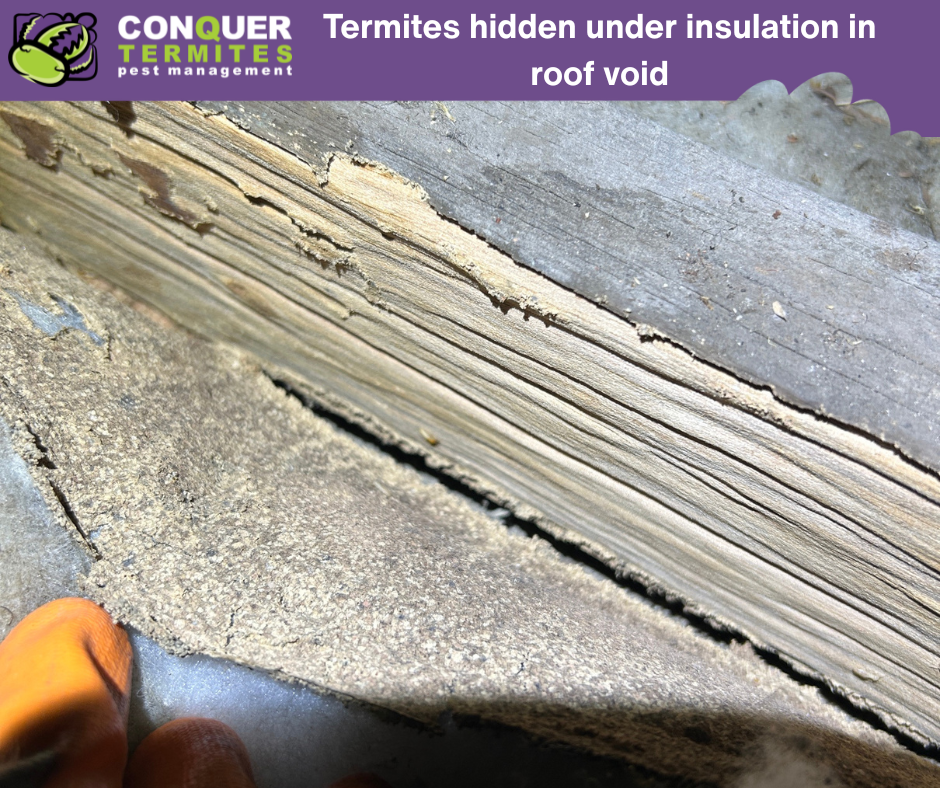 CONQUER
TERMITES
pest management
Termites hidden under insulation in
roof void